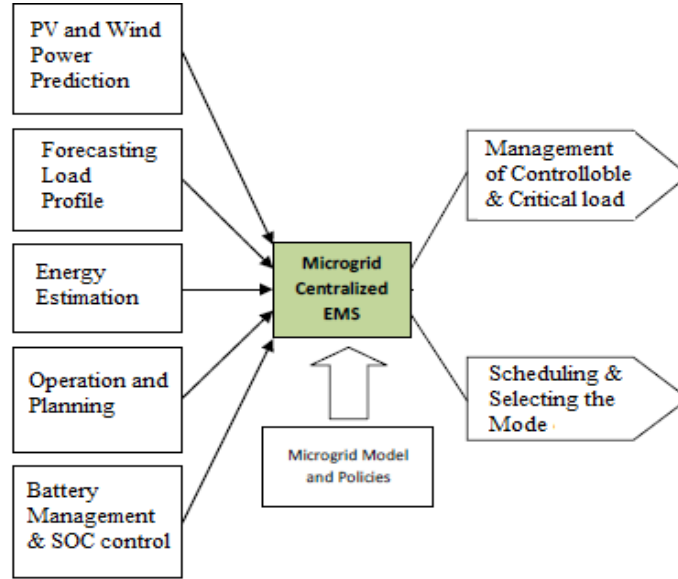 PV and Wind
Power
Prediction
Forecasting
Load
Profile
Energy
Estimation
Operation and
Planning
Battery
Management
& SOC control
Microgrid
Centralized
EMS
Microgrid Model
and Policies
Management
of Controlloble
& Critical load
Scheduling &
Selecting the
Mode